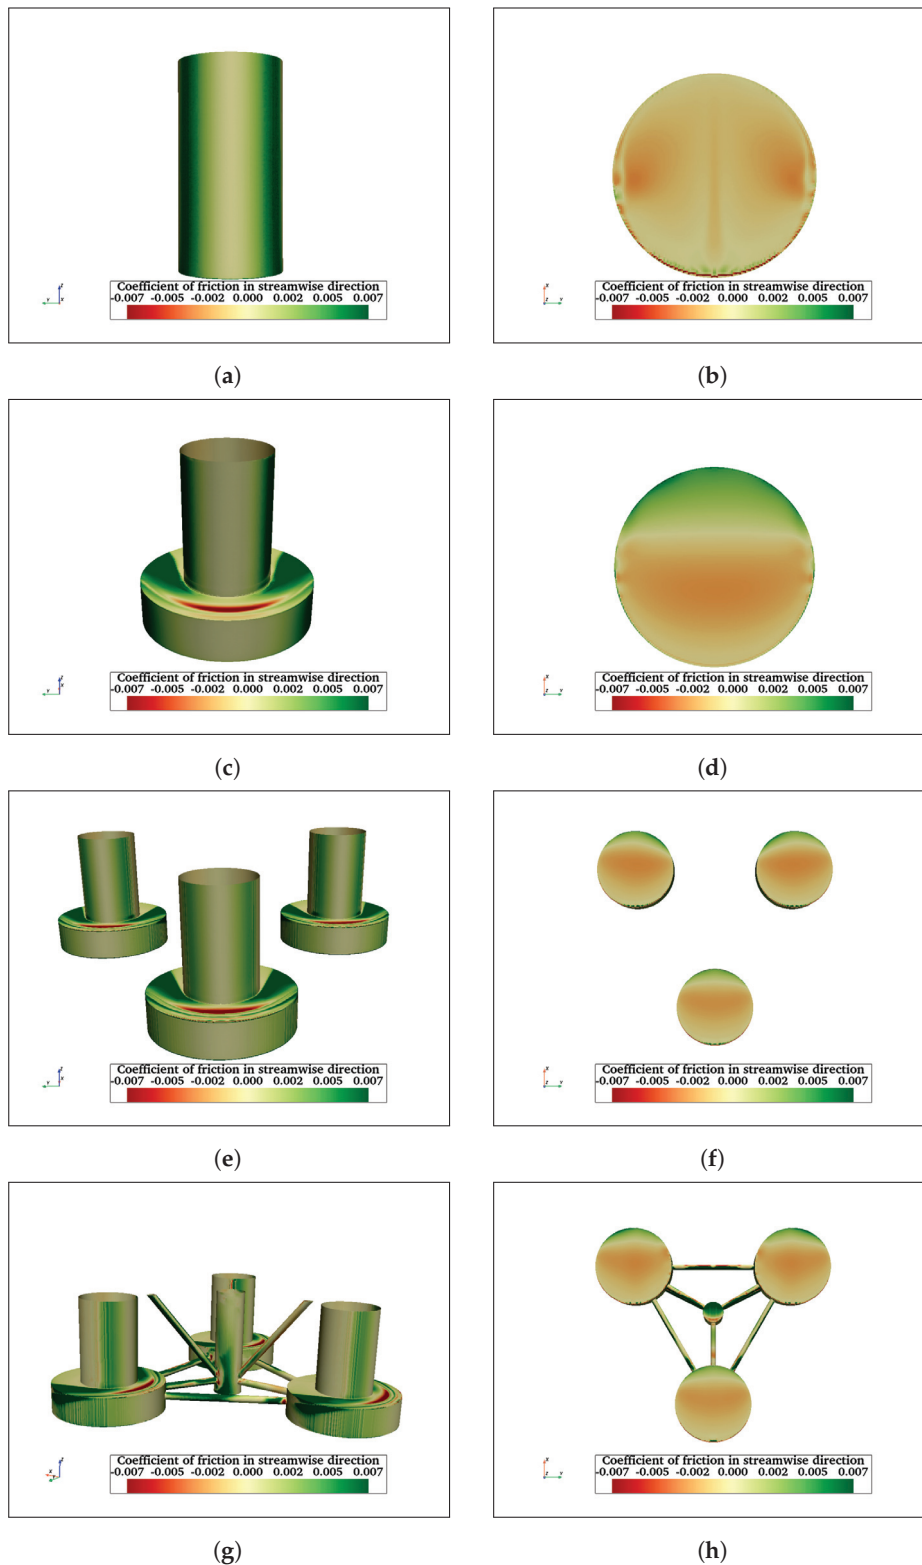 Coefficient of friction in streamwise direction
-0.007 -0.005 -0.002 0.000 0.002 0.005 0.007
Coefficient of friction in streamwise direction
-0.007 -0.005 -0.002 0.000 0.002 0.005 0.007
(a)
(b)
Coefficient of friction in streamwise direction
-0.007 -0.005 -0.002 0.000 0.002 0.005 0.007
Coefficient of friction in streamwise direction
-0.007 -0.005 -0.002 0.000 0.002 0.005 0.007
(c)
(d)
Coefficient of friction in streamwise direction
-0.007 -0.005 -0.002 0.000 0.002 0.005 0.007
Coefficient of friction in streamwise direction
-0.007 -0.005 -0.002 0.000 0.002 0.005 0.007
(e)
(f)
Coefficient of friction in streamwise direction
-0.007 -0.005 -0.002 0.000 0.002 0.005 0.007
Coefficient of friction in streamwise direction
-0.007 -0.005 -0.002 0.000 0.002 0.005 0.007
(g)
(h)